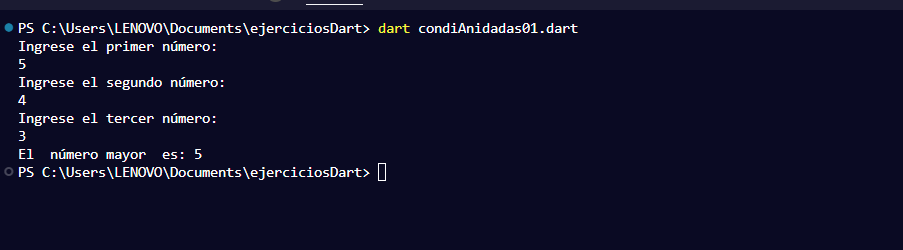 PS C:\Users\LENOVO\Documents\ejerciciosDart> dart condiAnidadas01.dart
Ingrese el primer número:
5
Ingrese el segundo número:
4
Ingrese el tercer número:
3
El  número mayor  es: 5
PS C:\Users\LENOVO\Documents\ejerciciosDart>